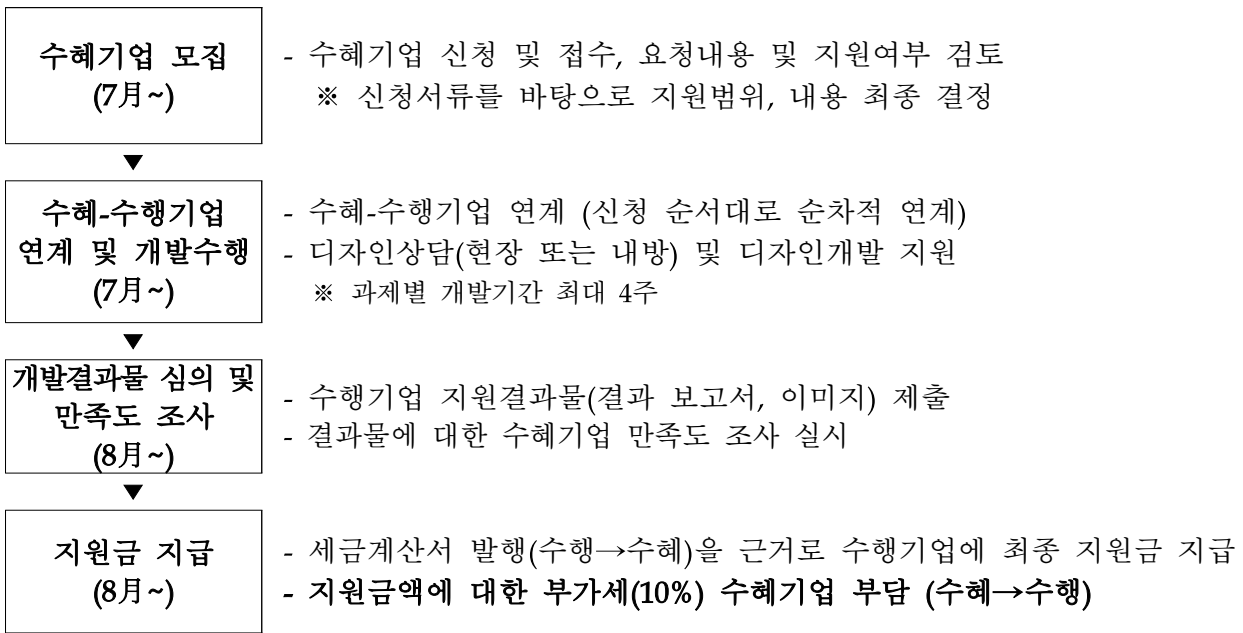 수혜기업 모집
(7月~)
- 수혜기업 신청 및 접수, 요청내용 및 지원여부 검토
※ 신청서류를 바탕으로 지원범위, 내용 최종 결정
▼
수혜-수행기업
연계 및 개발수행
(7月~)
- 수혜-수행기업 연계 (신청 순서대로 순차적 연계)
- 디자인상담(현장 또는 내방) 및 디자인개발 지원
※ 과제별 개발기간 최대 4주
▼
개발결과물 심의 및
만족도 조사
(8月~)
- 수행기업 지원결과물(결과 보고서, 이미지) 제출
- 결과물에 대한 수혜기업 만족도 조사 실시
▼
지원금 지급
(8月~)
- 세금계산서 발행(수행→수혜)을 근거로 수행기업에 최종 지원금 지급
- 지원금액에 대한 부가세(10%) 수혜기업 부담 (수혜→수행)